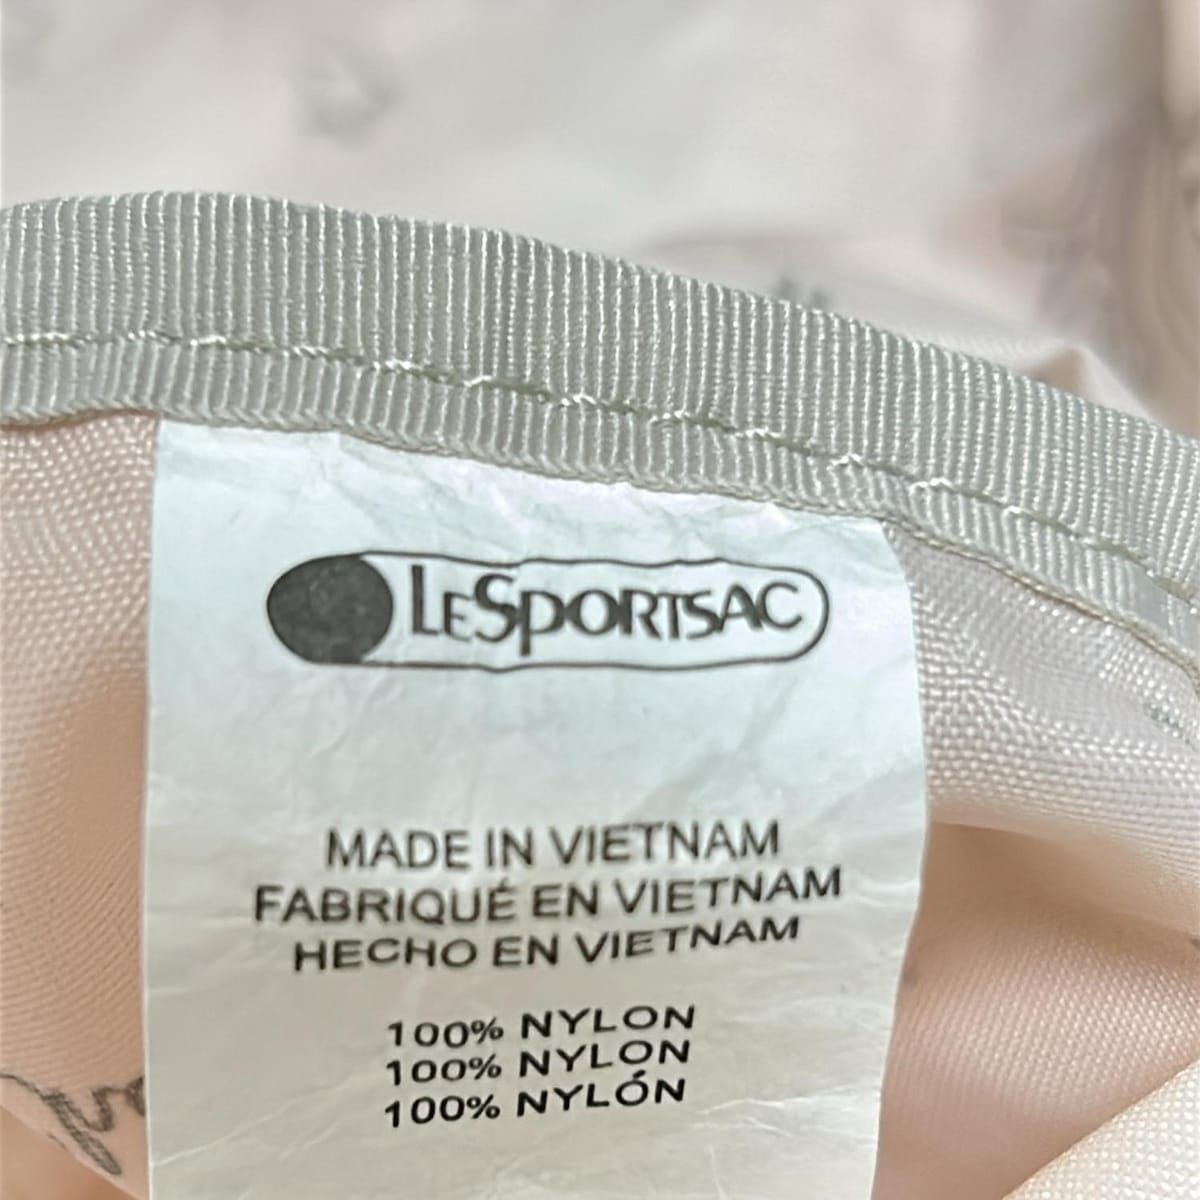 LESPORTSAC
MADE IN VIETNAM
FABRIQUÉ EN VIETNAM
HECHO EN VIETNAM
100% NYLON
100% NYLON
100% NYLÓN